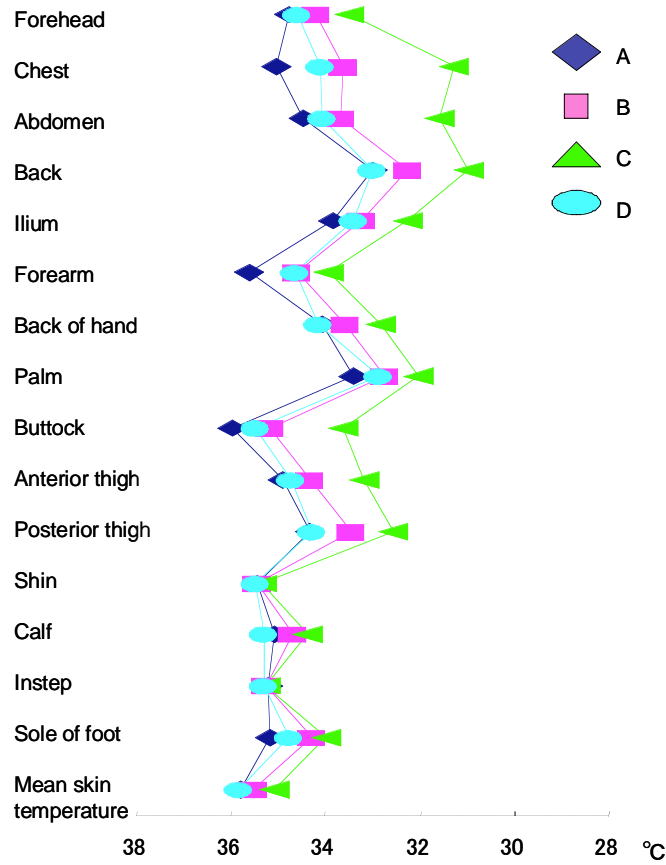 Forehead
Chest
Abdomen
Back
Ilium
Forearm
Back of hand
Palm
Buttock
Anterior thigh
Posterior thigh
Shin
Calf
Instep
Sole of foot
Mean skin
temperature
A
B
C
D
38 36 34 32 30 28 °C